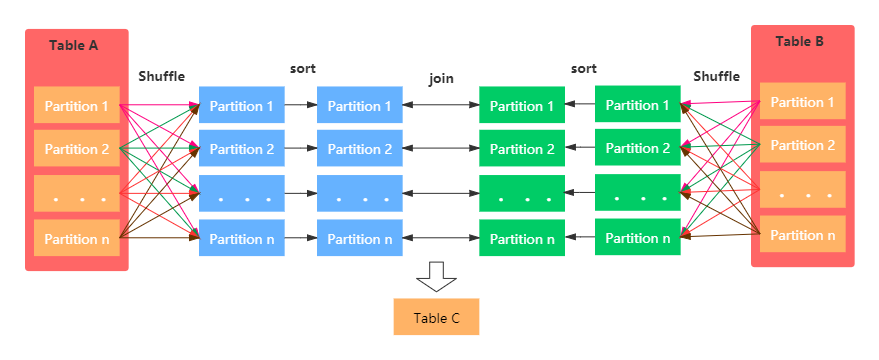 Table A
Table B
Shuffle
sort
join
sort
Shuffle
Partition 1
Partition 1
Partition 1
Partition 1
Partition 1
Partition 1
Partition 2
Partition 2
Partition 2
Partition 2
Partition 2
Partition 2
. . .
. . .
. . .
. . .
. . .
. . .
Partition n
Partition n
Partition n
Partition n
Partition n
Partition n
Table C